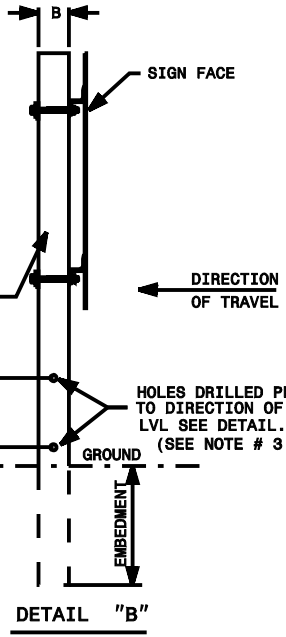 B
SIGN FACE
DIRECTION
OF TRAVEL
HOLES DRILLED
TO DIRECTION OF
LVL SEE DETAIL.
(SEE NOTE # 3
GROUND
EMBEDMENT
DETAIL "B"